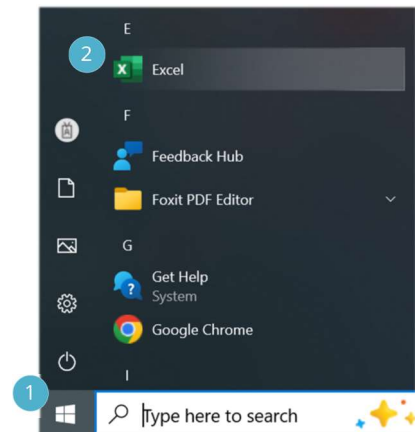 E
2
Excel
F
Feedback Hub
Foxit PDF Editor
G
Get Help
System
Google Chrome
I
1
Type here to search